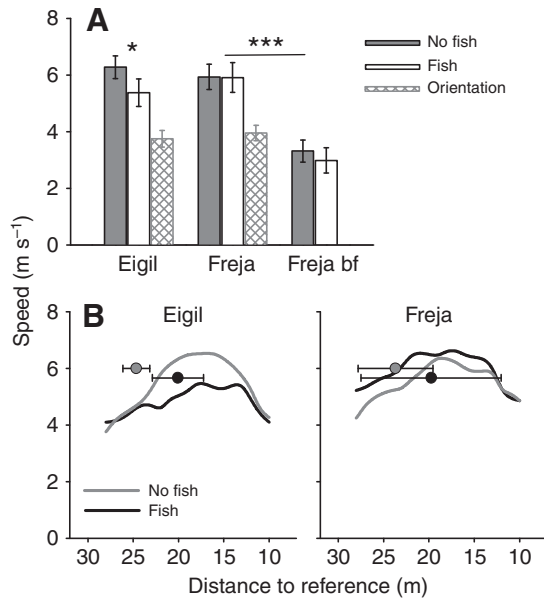 A
8
6
4
2
0
*
***
No fish
Fish
Orientation
Eigil
Freja
Freja bf
Speed (m s−1)
B
Eigil
Freja
8
6
4
2
0
No fish
Fish
30 25 20 15 10
30 25 20 15 10
Distance to reference (m)